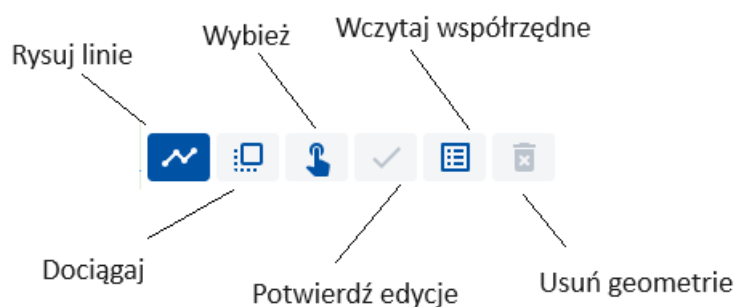 Rysuj linie
Wybież
Wczytaj współrzędne
Dociągaj
Potwierdź edycje
Usuń geometrie